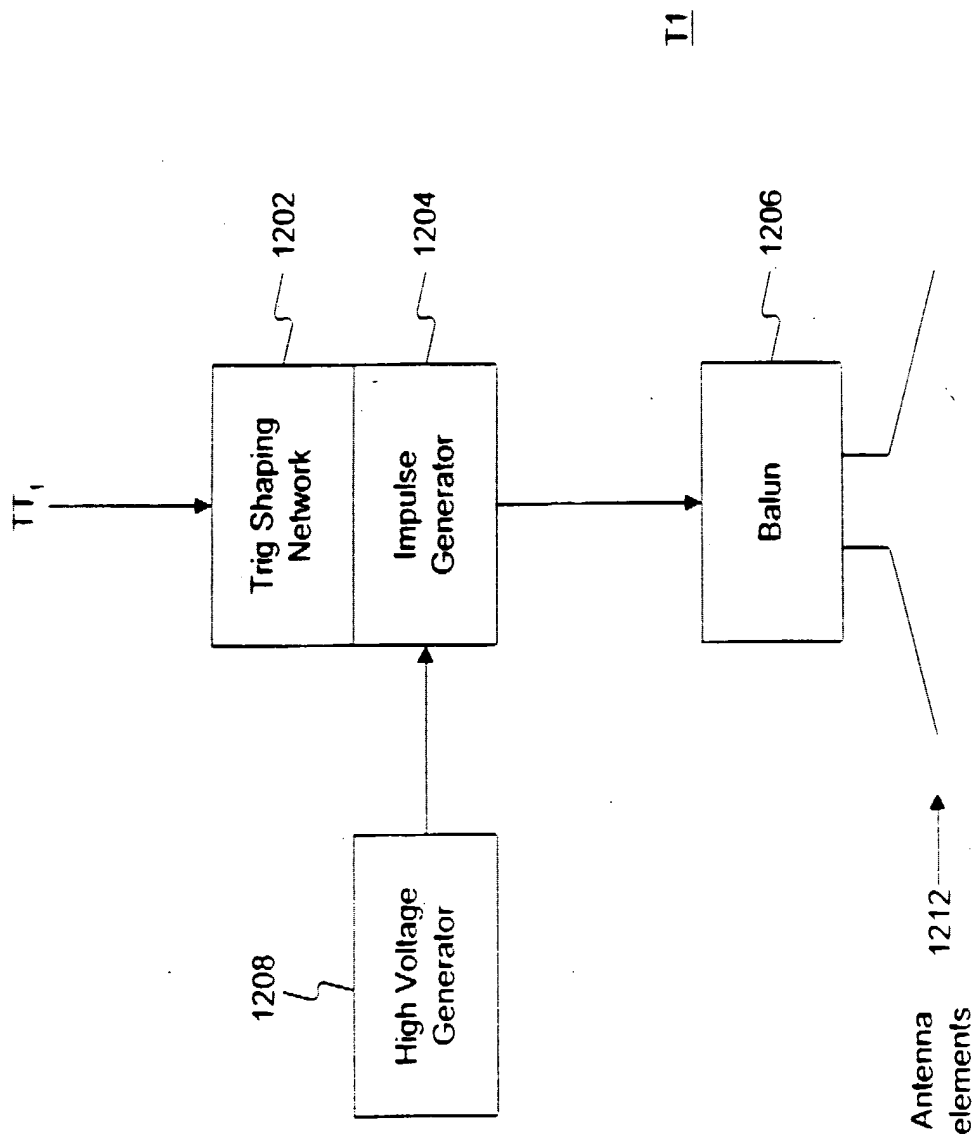 TT1
Trig Shaping
Network
1202
Impulse
Generator
1204
T1
1208
High Voltage
Generator
Balun
1206
Antenna
elements
1212